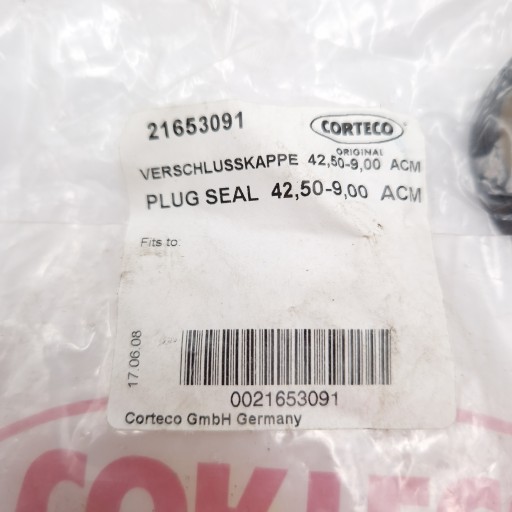 21653091
CORTECO
ORIGINAL
VERSCHLUSSKAPPE 42,50-9,00 ACM
PLUG SEAL 42,50-9,00 ACM
Fits to:
17.06.08
0021653091
Corteco GmbH Germany
CORTECO